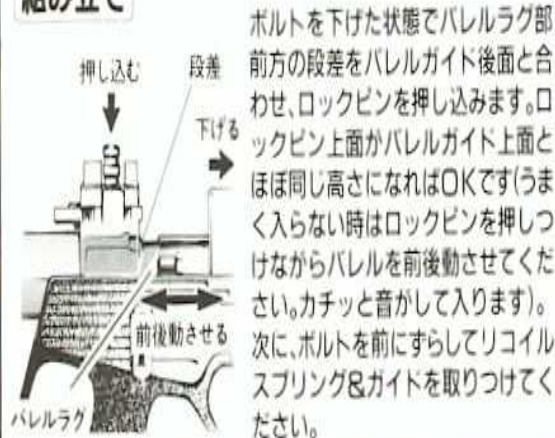 組み立て
押し込む
段差
下げる
前後動させる
バレルラグ
ボルトを下げた状態でバレルラグ部
前方の段差をバレルガイド後面と合
わせ、ロックピンを押し込みます。ロ
ックピン上面がバレルガイド上面と
ほぼ同じ高さになればOKです(うま
く入らない時はロックピンを押しつ
けながらバレルを前後動させてくだ
さい。カチッと音がして入ります)。
次に、ボルトを前にずらしてリコイル
スプリング&ガイドを取りつけてく
ださい。